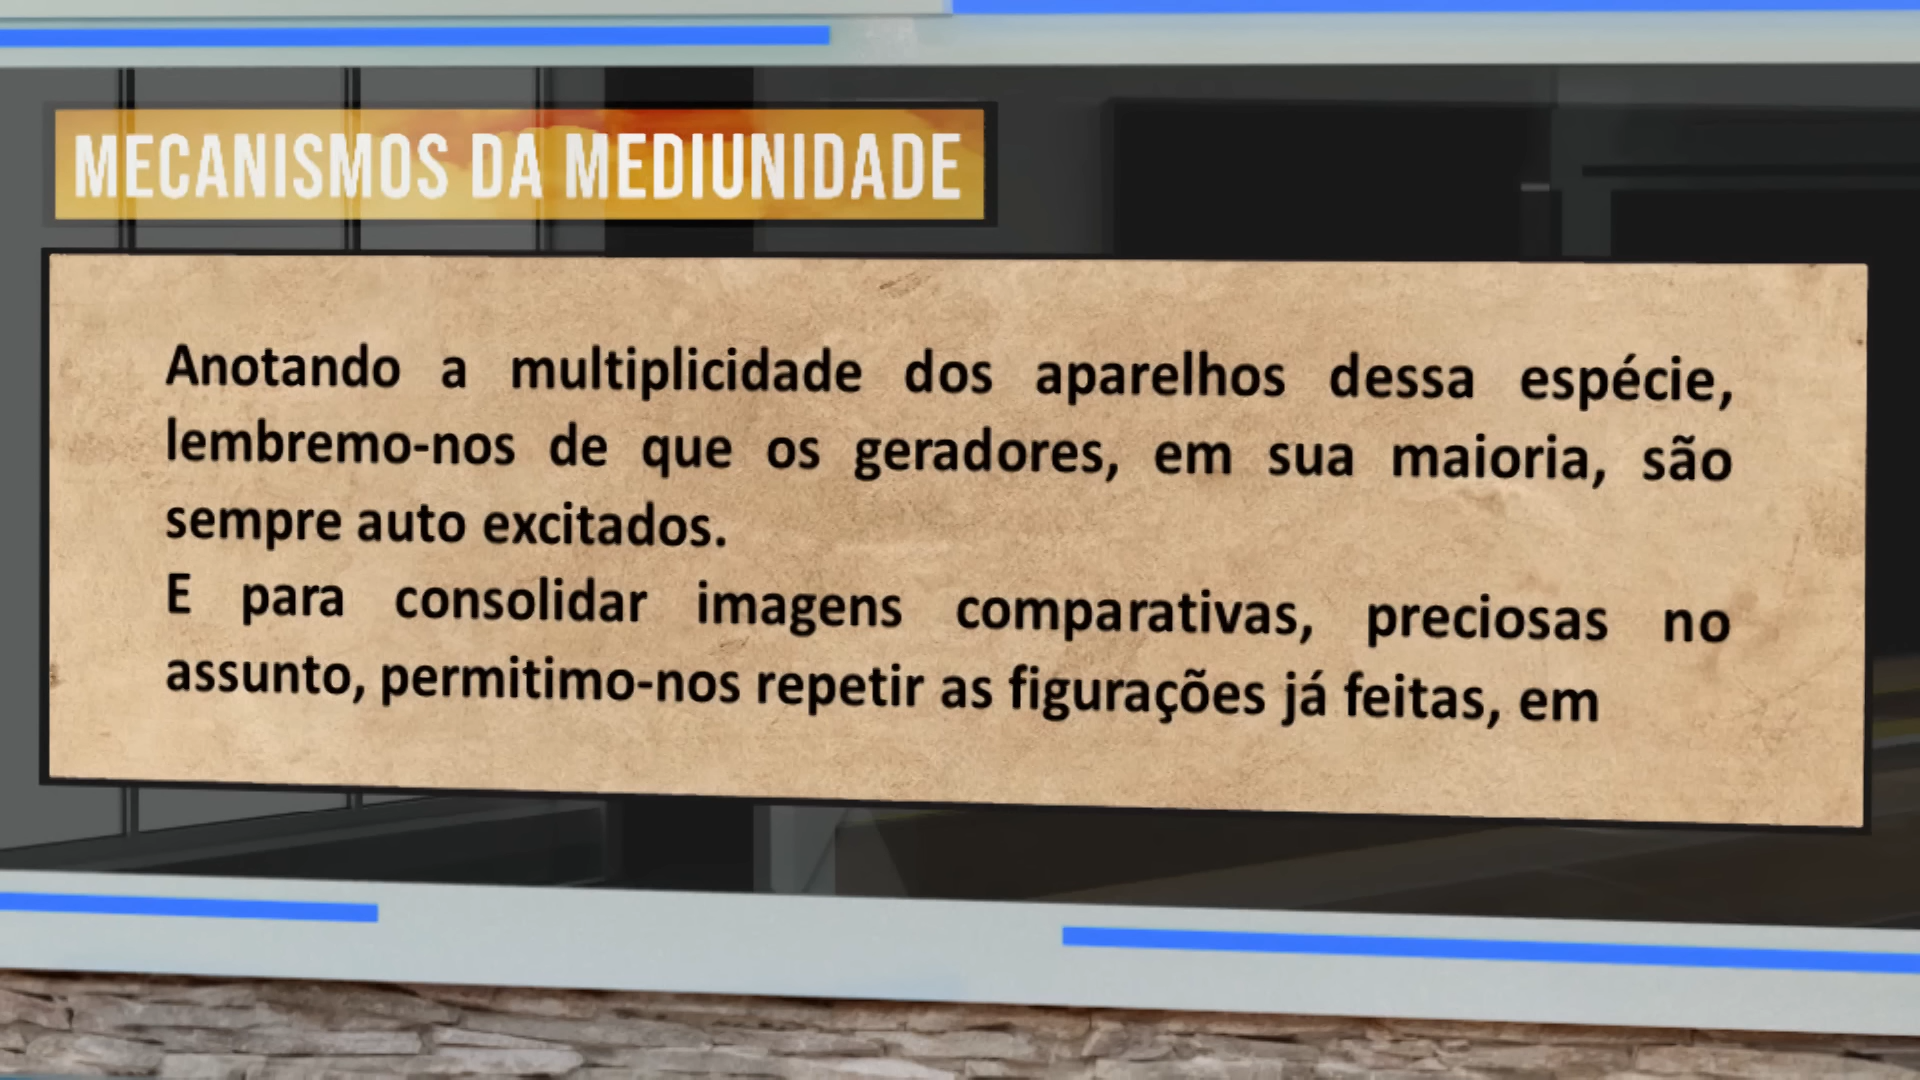 MECANISMOS DA MEDIUNIDADE
Anotando a multiplicidade dos aparelhos dessa espécie,
lembremo-nos de que os geradores, em sua maioria, são
sempre auto excitados.
E para consolidar imagens comparativas, preciosas no
assunto, permitimo-nos repetir as figurações já feitas, em